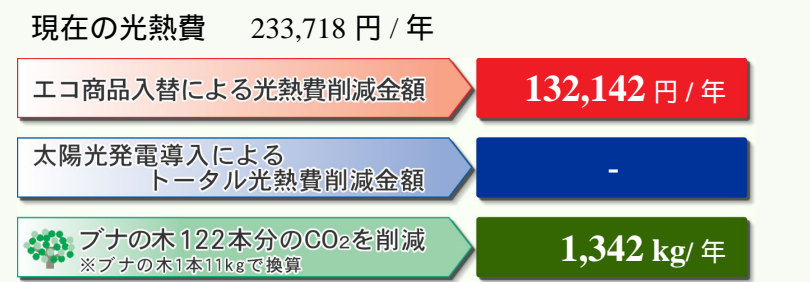 現在の光熱費 233,718 円 / 年
エコ商品入替による光熱費削減金額 132,142 円 / 年
太陽光発電導入による
トータル光熱費削減金額 -
ブナの木122本分のCO₂を削減 1,342 kg/ 年
※ブナの木1本11kgで換算